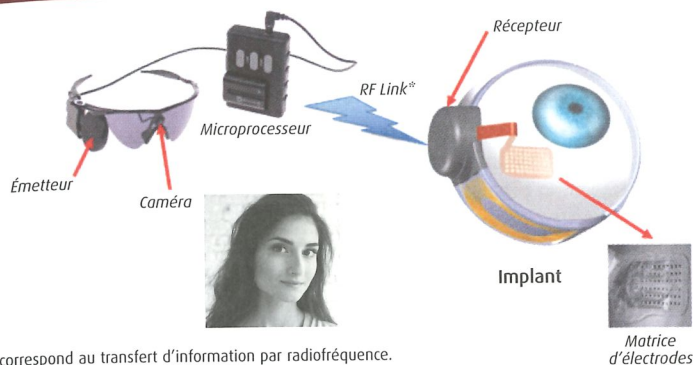 Récepteur
RF Link*
Microprocesseur
Émetteur
Caméra
Implant
Matrice
d'électrodes
correspond au transfert d'information par radiofréquence.